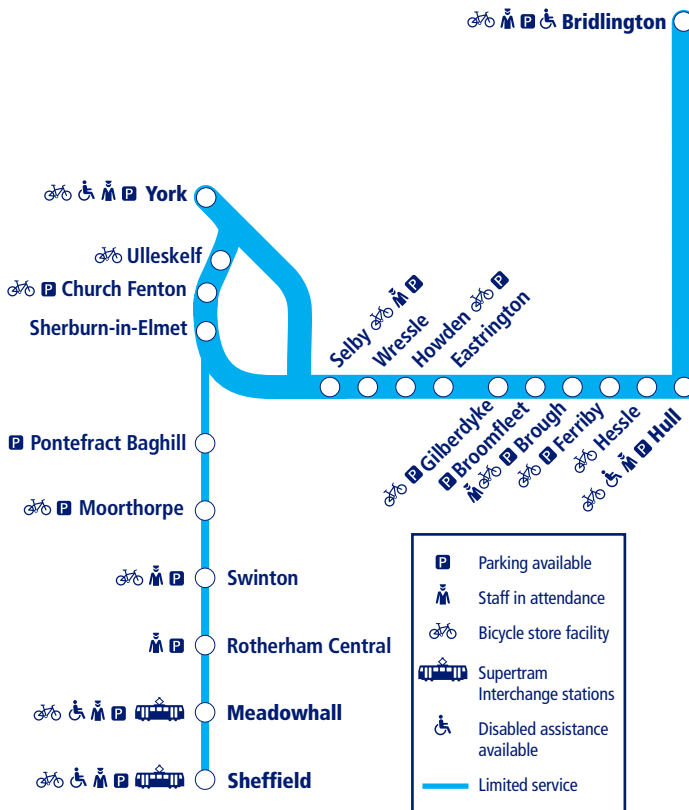 P Bridlington
P York
Ulleskelf
P Church Fenton
Sherburn-in-Elmet
Selby P
Wressle
Howden P
Eastrington
P Gilberdyke
P Broomfleet
P Brough
P Ferriby
Hessle
P Hull
P Pontefract Baghill
P Moorthorpe
P Swinton
P Rotherham Central
P Meadowhall
P Sheffield
P Parking available
Staff in attendance
Bicycle store facility
Supertram
Interchange stations
Disabled assistance
available
Limited service